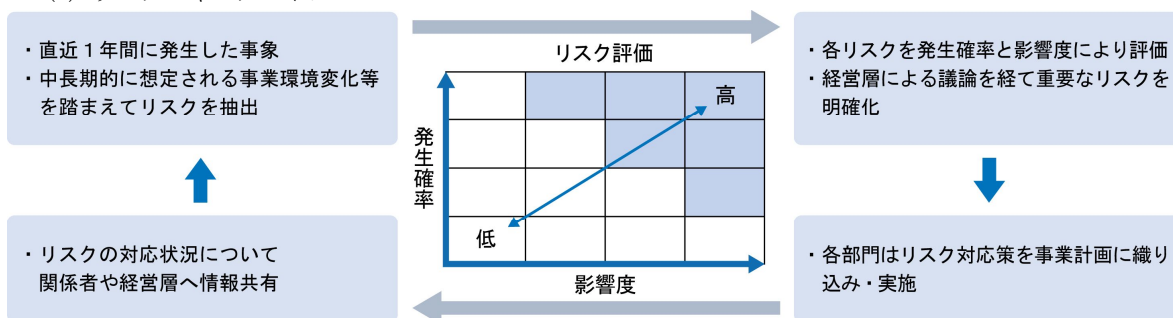 ・直近１年間に発生した事象
・中長期的に想定される事業環境変化等
を踏まえてリスクを抽出
リスク評価
・各リスクを発生確率と影響度により評価
・経営層による議論を経て重要なリスクを
明確化
発生確率
高
低
影響度
・リスクの対応状況について
関係者や経営層へ情報共有
・各部門はリスク対応策を事業計画に織り
込み・実施